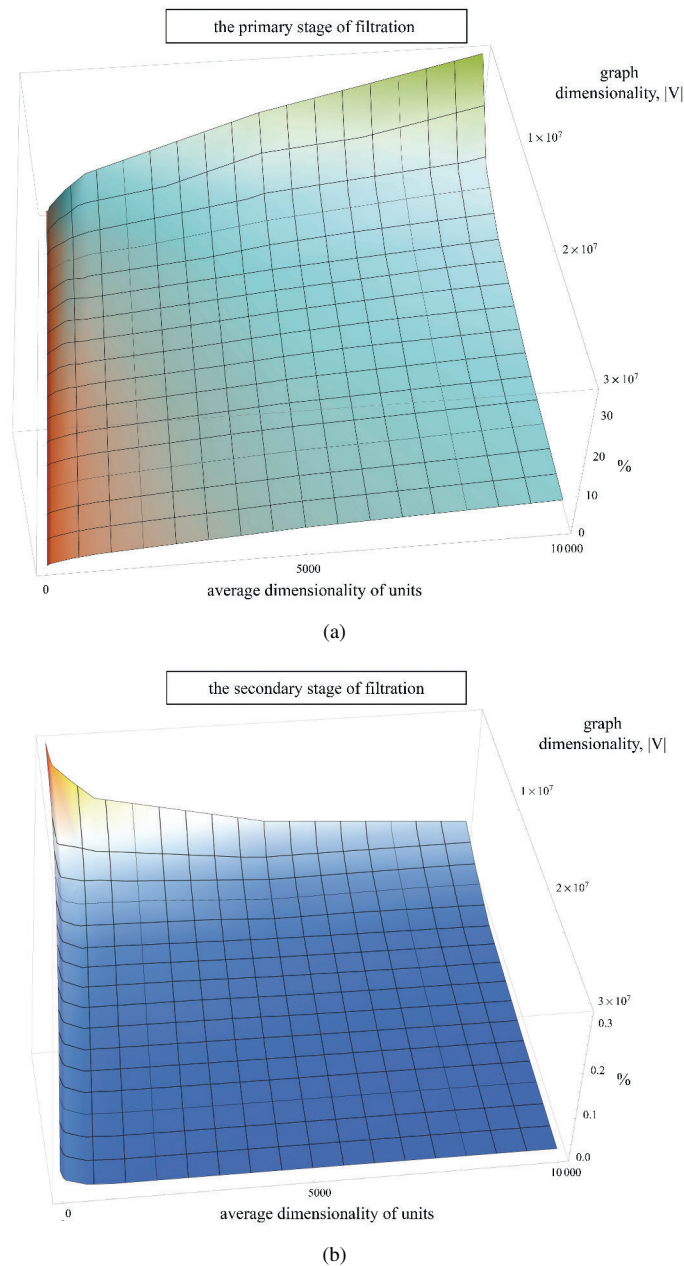 the primary stage of filtration
graph
dimensionality, |V|
1×10⁷
2×10⁷
3×10⁷
30
20
%
10
0
10 000
5000
0
average dimensionality of units
(a)
the secondary stage of filtration
graph
dimensionality, |V|
1×10⁷
2×10⁷
3×10⁷
0.3
0.2
%
0.1
0.0
10 000
5000
0
average dimensionality of units
(b)